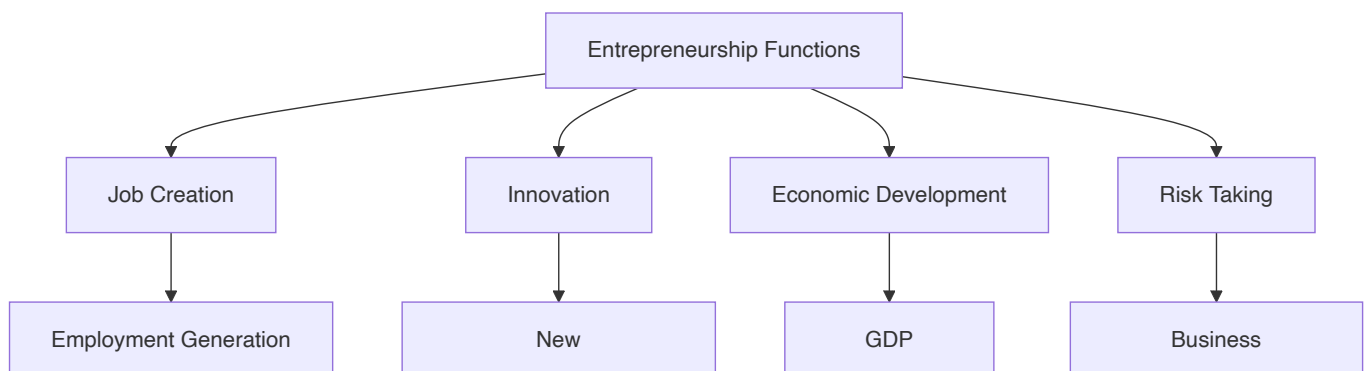 Entrepreneurship Functions
Job Creation
Innovation
Economic Development
Risk Taking
Employment Generation
New
GDP
Business